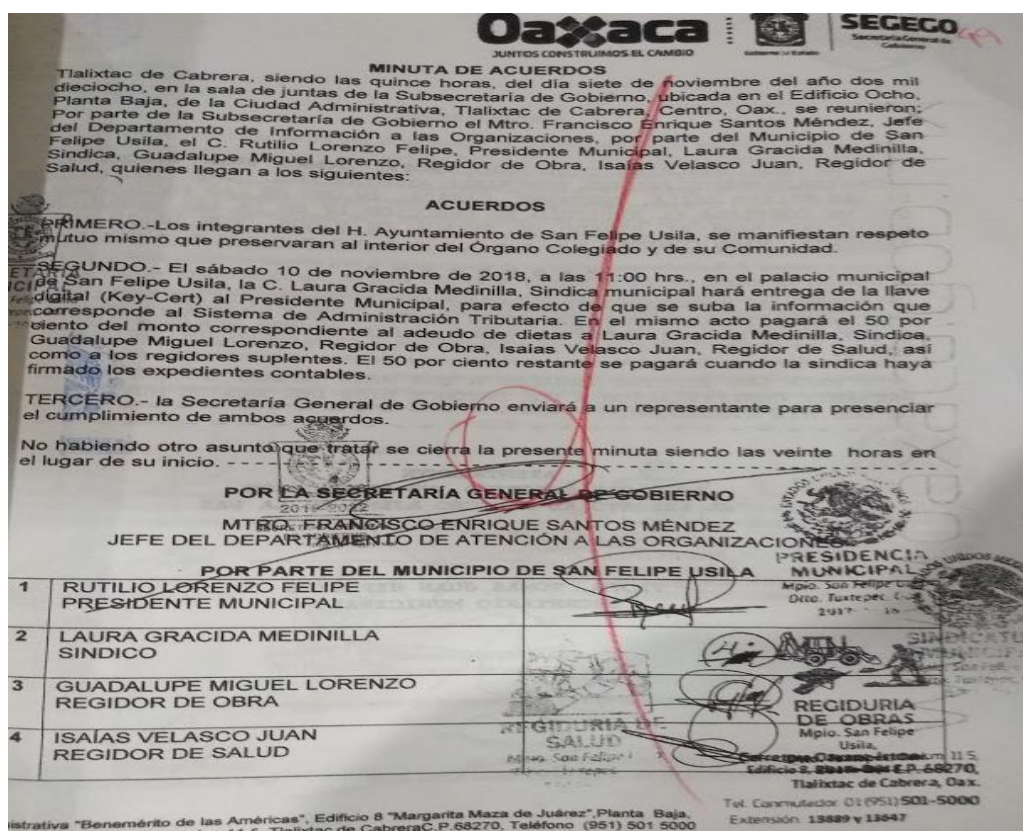 Oaxaca
JUNTOS CONSTRUIMOS EL CAMBIO
SEGEGO
Secretaría General de Gobierno
49
MINUTA DE ACUERDOS
Tlalixtac de Cabrera, siendo las quince horas, del día siete de noviembre del año dos mil
dieciocho, en la sala de juntas de la Subsecretaría de Gobierno, ubicada en el Edificio Ocho,
Planta Baja, de la Ciudad Administrativa, Tlalixtac de Cabrera, Centro, Oax., se reunieron:
Por parte de la Subsecretaría de Gobierno el Mtro. Francisco Enrique Santos Méndez, Jefe
del Departamento de Información a las Organizaciones, por parte del Municipio de San
Felipe Usila, el C. Rutilio Lorenzo Felipe, Presidente Municipal, Laura Gracida Medinilla,
Sindica, Guadalupe Miguel Lorenzo, Regidor de Obra, Isaías Velasco Juan, Regidor de
Salud, quienes llegan a los siguientes:
ACUERDOS
PRIMERO.-Los integrantes del H. Ayuntamiento de San Felipe Usila, se manifiestan respeto
mutuo mismo que preservaran al interior del Órgano Colegiado y de su Comunidad.
SEGUNDO.- El sábado 10 de noviembre de 2018, a las 11:00 hrs., en el palacio municipal
de San Felipe Usila, la C. Laura Gracida Medinilla, Sindica municipal hará entrega de la llave
digital (Key-Cert) al Presidente Municipal, para efecto de que se suba la información que
corresponde al Sistema de Administración Tributaria. En el mismo acto pagará el 50 por
ciento del monto correspondiente al adeudo de dietas a Laura Gracida Medinilla, Sindica,
Guadalupe Miguel Lorenzo, Regidor de Obra, Isaías Velasco Juan, Regidor de Salud, así
como a los regidores suplentes. El 50 por ciento restante se pagará cuando la sindica haya
firmado los expedientes contables.
TERCERO.- la Secretaría General de Gobierno enviará a un representante para presenciar
el cumplimiento de ambos acuerdos.
No habiendo otro asunto que tratar se cierra la presente minuta siendo las veinte horas en
el lugar de su inicio.
POR LA SECRETARÍA GENERAL DE GOBIERNO
MTRO. FRANCISCO ENRIQUE SANTOS MÉNDEZ
JEFE DEL DEPARTAMENTO DE ATENCIÓN A LAS ORGANIZACIONES
PRESIDENCIA
MUNICIPAL
Mpio. San Felipe
Dtto. Tuxtepec
POR PARTE DEL MUNICIPIO DE SAN FELIPE USILA
1 RUTILIO LORENZO FELIPE
PRESIDENTE MUNICIPAL
2 LAURA GRACIDA MEDINILLA
SINDICO
3 GUADALUPE MIGUEL LORENZO
REGIDOR DE OBRA
REGIDURIA
DE OBRAS
Mpio. San Felipe
Usila,
4 ISAÍAS VELASCO JUAN
REGIDOR DE SALUD
REGIDURIA DE
SALUD
Mpio. San Felipe
Edificio 8, C.P. 68270,
Tlalixtac de Cabrera, Oax.
Tel. Conmutador 01(951) 501-5000
Extensión 13889 y 13647
"Benemérito de las Américas", Edificio 8 "Margarita Maza de Juárez",Planta Baja,
Tlalixtac de Cabrera C.P.68270, Teléfono (951) 501 5000